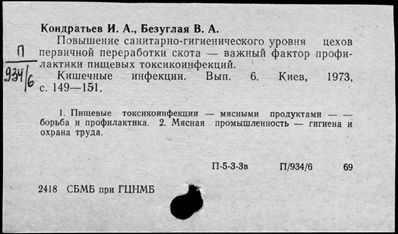 Кондратьев И. А., Безуглая В. А.
Повышение санитарно-гигиенического уровня цехов
первичной переработки скота — важный фактор профи-
лактики пищевых токсикоинфекций.
Кишечные инфекции. Вып. 6. Киев, 1973,
с. 149—151.
П
934/6
1. Пищевые токсикоинфекции — мясными продуктами — —
борьба и профилактика. 2. Мясная промышленность — гигиена и
охрана труда.
П-5-3-3в П/934/6 69
2418 СБМБ при ГЦНМБ